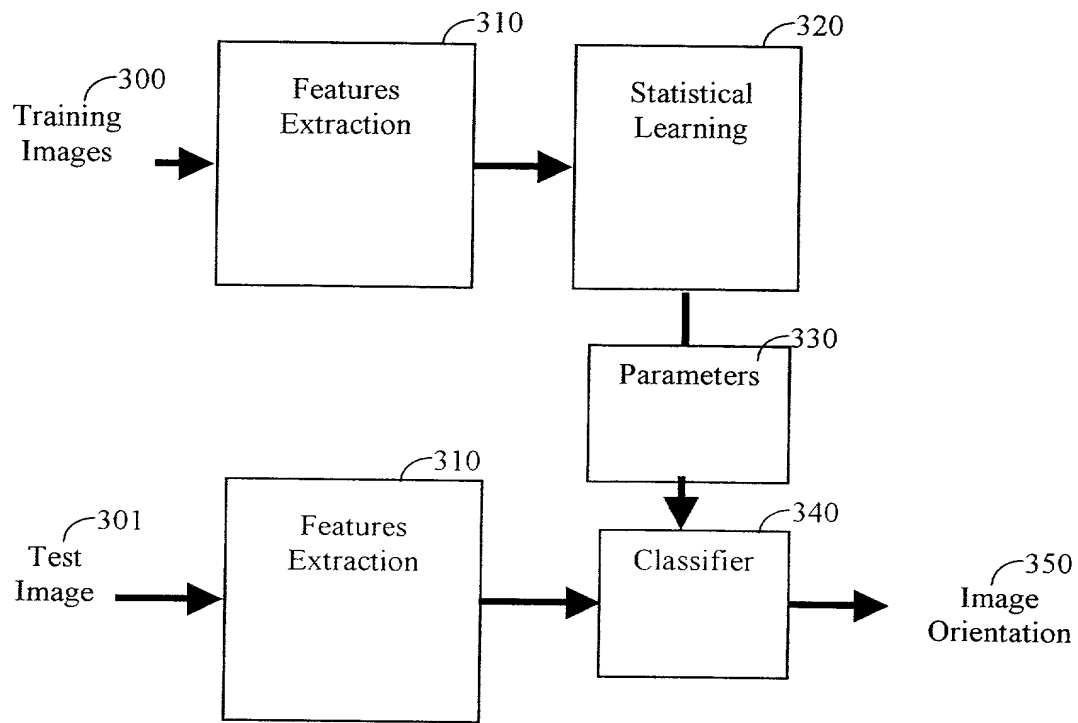 310
320
300
Training
Images
Features
Extraction
Statistical
Learning
330
Parameters
310
301
Test
Image
Features
Extraction
340
Classifier
350
Image
Orientation